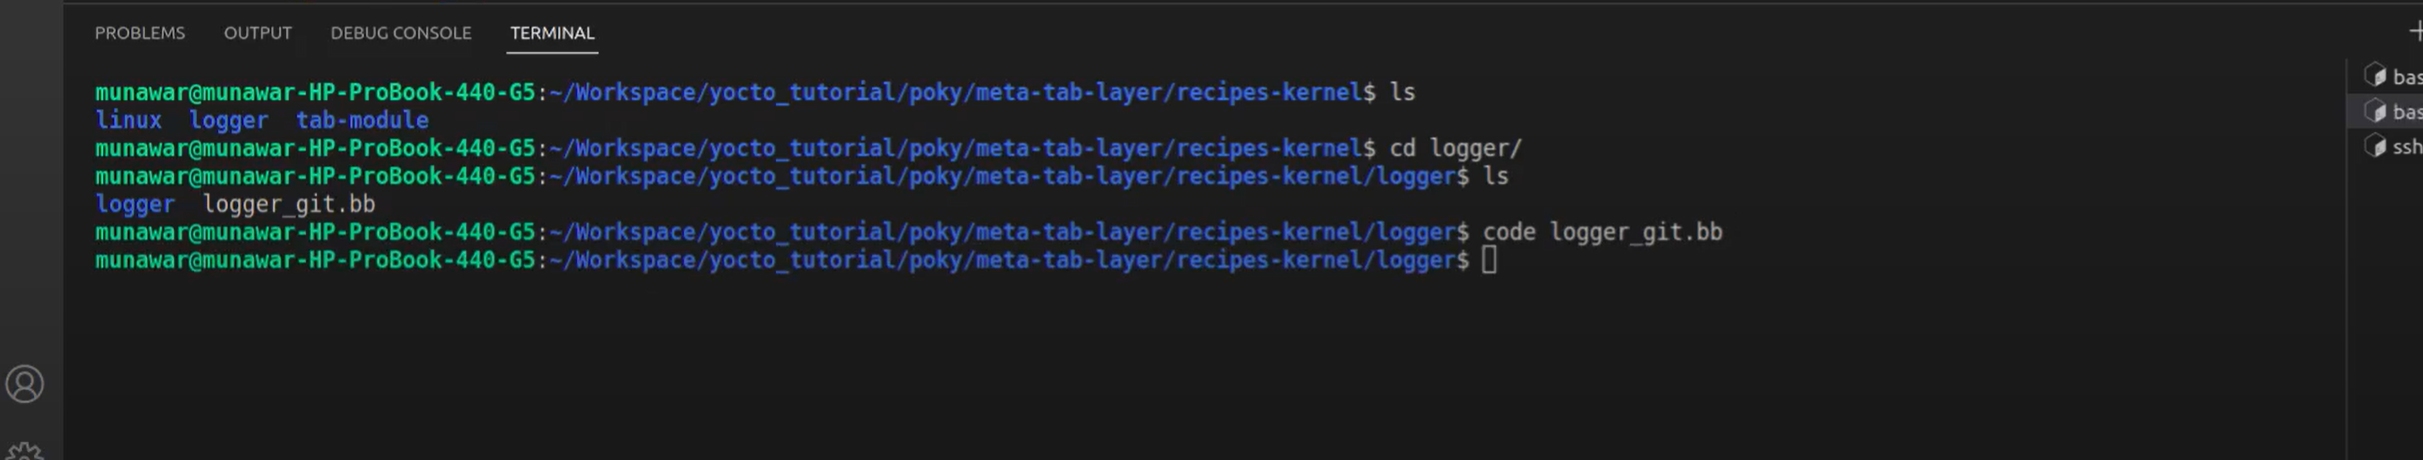 PROBLEMS OUTPUT DEBUG CONSOLE TERMINAL
munawar@munawar-HP-ProBook-440-G5:~/Workspace/yocto_tutorial/poky/meta-tab-layer/recipes-kernel$ ls
linux logger tab-module
munawar@munawar-HP-ProBook-440-G5:~/Workspace/yocto_tutorial/poky/meta-tab-layer/recipes-kernel$ cd logger/
munawar@munawar-HP-ProBook-440-G5:~/Workspace/yocto_tutorial/poky/meta-tab-layer/recipes-kernel/logger$ ls
logger logger_git.bb
munawar@munawar-HP-ProBook-440-G5:~/Workspace/yocto_tutorial/poky/meta-tab-layer/recipes-kernel/logger$ code logger_git.bb
munawar@munawar-HP-ProBook-440-G5:~/Workspace/yocto_tutorial/poky/meta-tab-layer/recipes-kernel/logger$
bas
bas
ssh